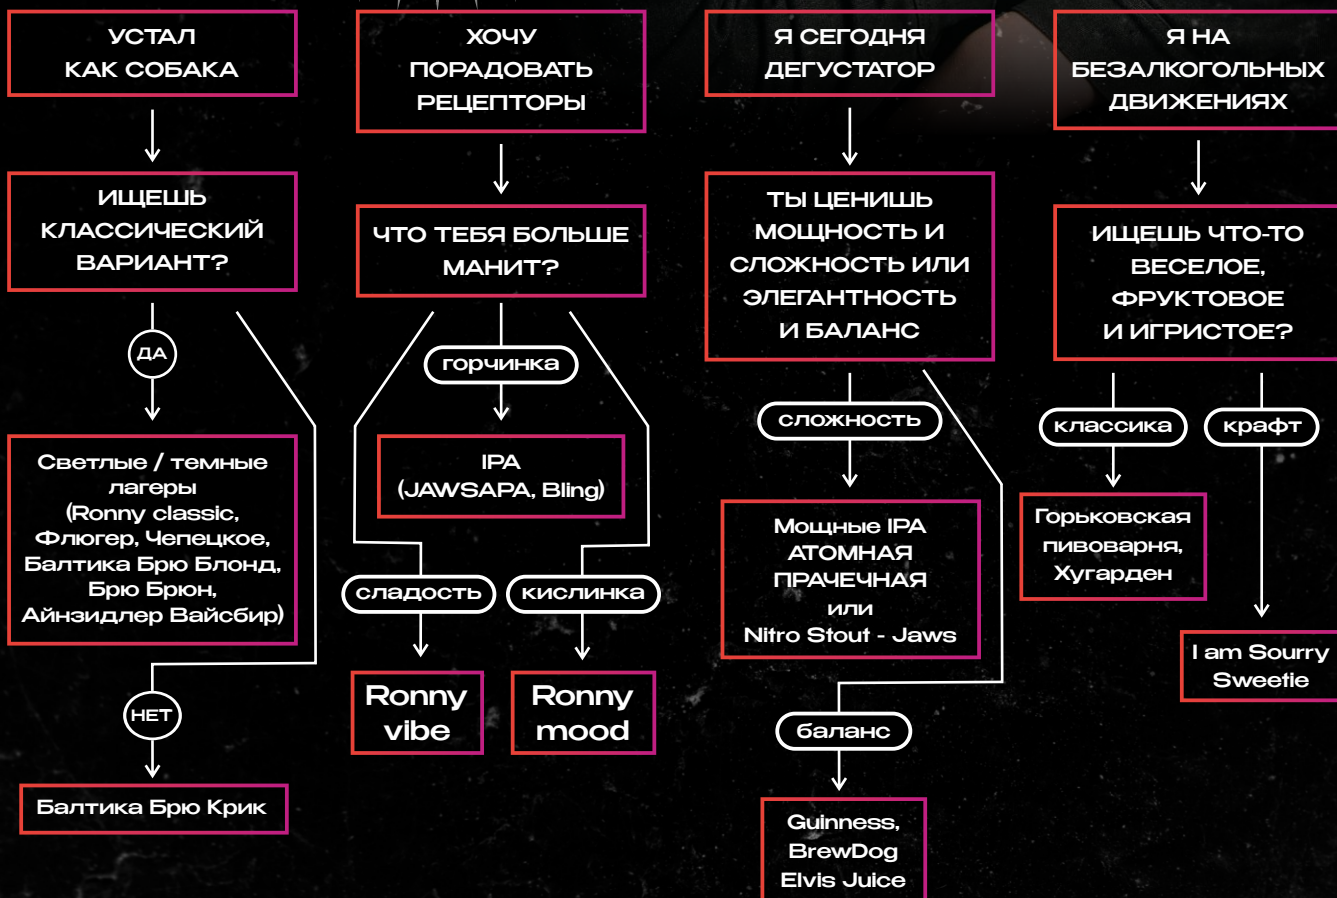 УСТАЛ
КАК СОБАКА
ИЩЕШЬ
КЛАССИЧЕСКИЙ
ВАРИАНТ?
ДА
Светлые / темные
лагеры
(Ronny classic,
Флюгер, Чепецкое,
Балтика Брю Блонд,
Брю Брюн,
Айнзидлер Вайсбир)
НЕТ
Балтика Брю Крик
ХОЧУ
ПОРАДОВАТЬ
РЕЦЕПТОРЫ
ЧТО ТЕБЯ БОЛЬШЕ
МАНИТ?
горчинка
IPA
(JAWSAPA, Bling)
сладость
Ronny
vibe
кислинка
Ronny
mood
Я СЕГОДНЯ
ДЕГУСТАТОР
ТЫ ЦЕНИШЬ
МОЩНОСТЬ И
СЛОЖНОСТЬ ИЛИ
ЭЛЕГАНТНОСТЬ
И БАЛАНС
сложность
Мощные IPA
АТОМНАЯ
ПРАЧЕЧНАЯ
или
Nitro Stout - Jaws
баланс
Guinness,
BrewDog
Elvis Juice
Я НА
БЕЗАЛКОГОЛЬНЫХ
ДВИЖЕНИЯХ
ИЩЕШЬ ЧТО-ТО
ВЕСЕЛОЕ,
ФРУКТОВОЕ
И ИГРИСТОЕ?
классика
Горьковская
пивоварня,
Хугарден
крафт
I am Sourry
Sweetie